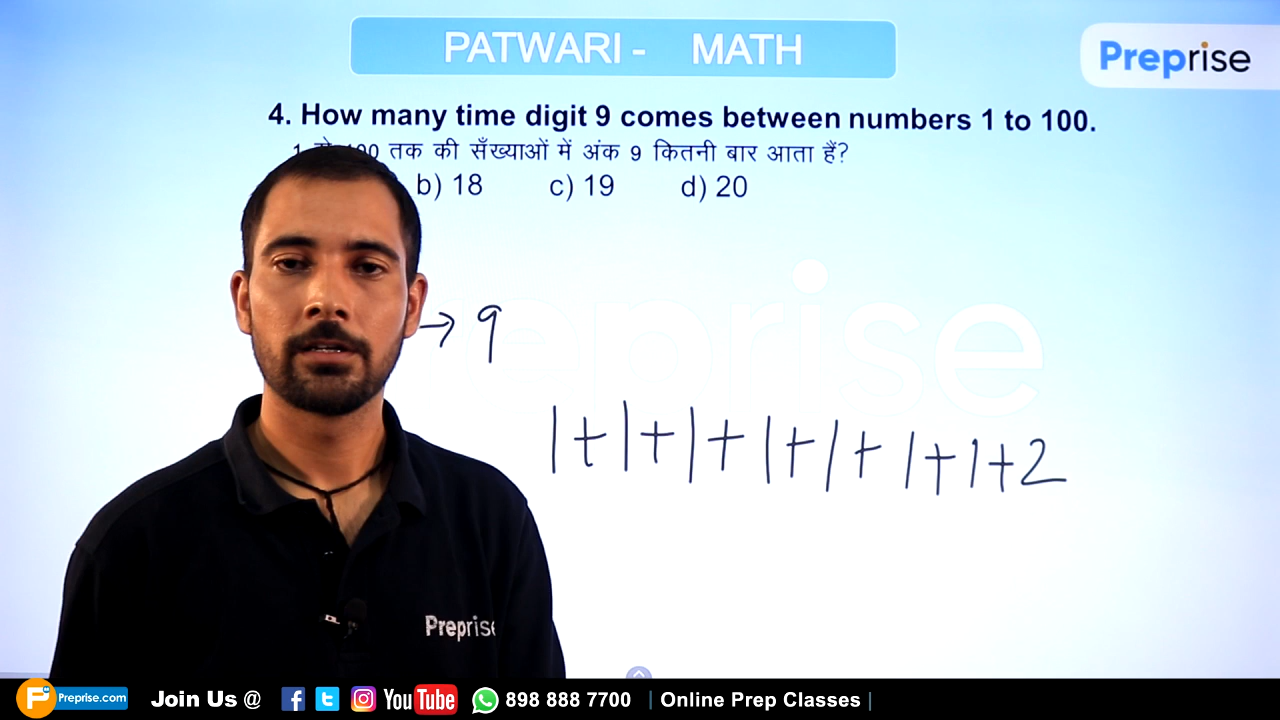 PATWARI - MATH
Preprise
4. How many time digit 9 comes between numbers 1 to 100.
तक की सँख्याओं में अंक 9 कितनी बार आता हैं?
b) 18 c) 19 d) 20
reprise
→ 9
1+1+1+1+1+1+1+2
Preprise
P Preprise.com Join Us @ YouTube 898 888 7700 | Online Prep Classes |